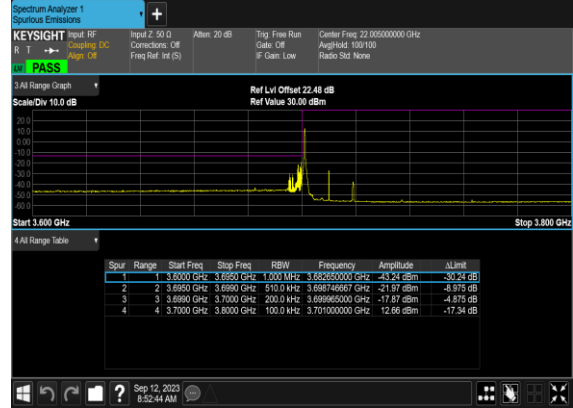 Spectrum Analyzer 1
Spurious Emissions
+
KEYSIGHT Input: RF Input Z: 50 Ω Atten: 20 dB Trig: Free Run Center Freq: 22.005000000 GHz
R T Coupling: DC Corrections: Off Gate: Off Avg|Hold: 100/100
Align: Off Freq Ref: Int (S) IF Gain: Low Radio Std: None
PASS
3 All Range Graph Ref Lvl Offset 22.48 dB
Scale/Div 10.0 dB Ref Value 30.00 dBm
20.0
10.0
0.00
-10.0
-20.0
-30.0
-40.0
-50.0
-60.0
Start 3.600 GHz Stop 3.800 GHz
4 All Range Table
Spur Range Start Freq Stop Freq RBW Frequency Amplitude ΔLimit
1 1 3.6000 GHz 3.6950 GHz 1.000 MHz 3.682650000 GHz -43.24 dBm -30.24 dB
2 2 3.6950 GHz 3.6990 GHz 510.0 kHz 3.698746667 GHz -21.97 dBm -8.975 dB
3 3 3.6990 GHz 3.7000 GHz 200.0 kHz 3.699965000 GHz -17.87 dBm -4.875 dB
4 4 3.7000 GHz 3.8000 GHz 100.0 kHz 3.701000000 GHz 12.66 dBm -17.34 dB
? Sep 12, 2023
8:52:44 AM